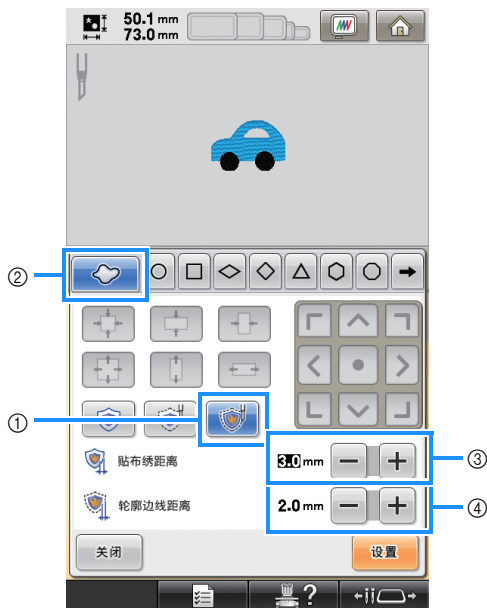 50.1 mm
73.0 mm
②
①
贴布绣距离 3.0 mm ③
轮廓边线距离 2.0 mm ④
关闭 设置
?